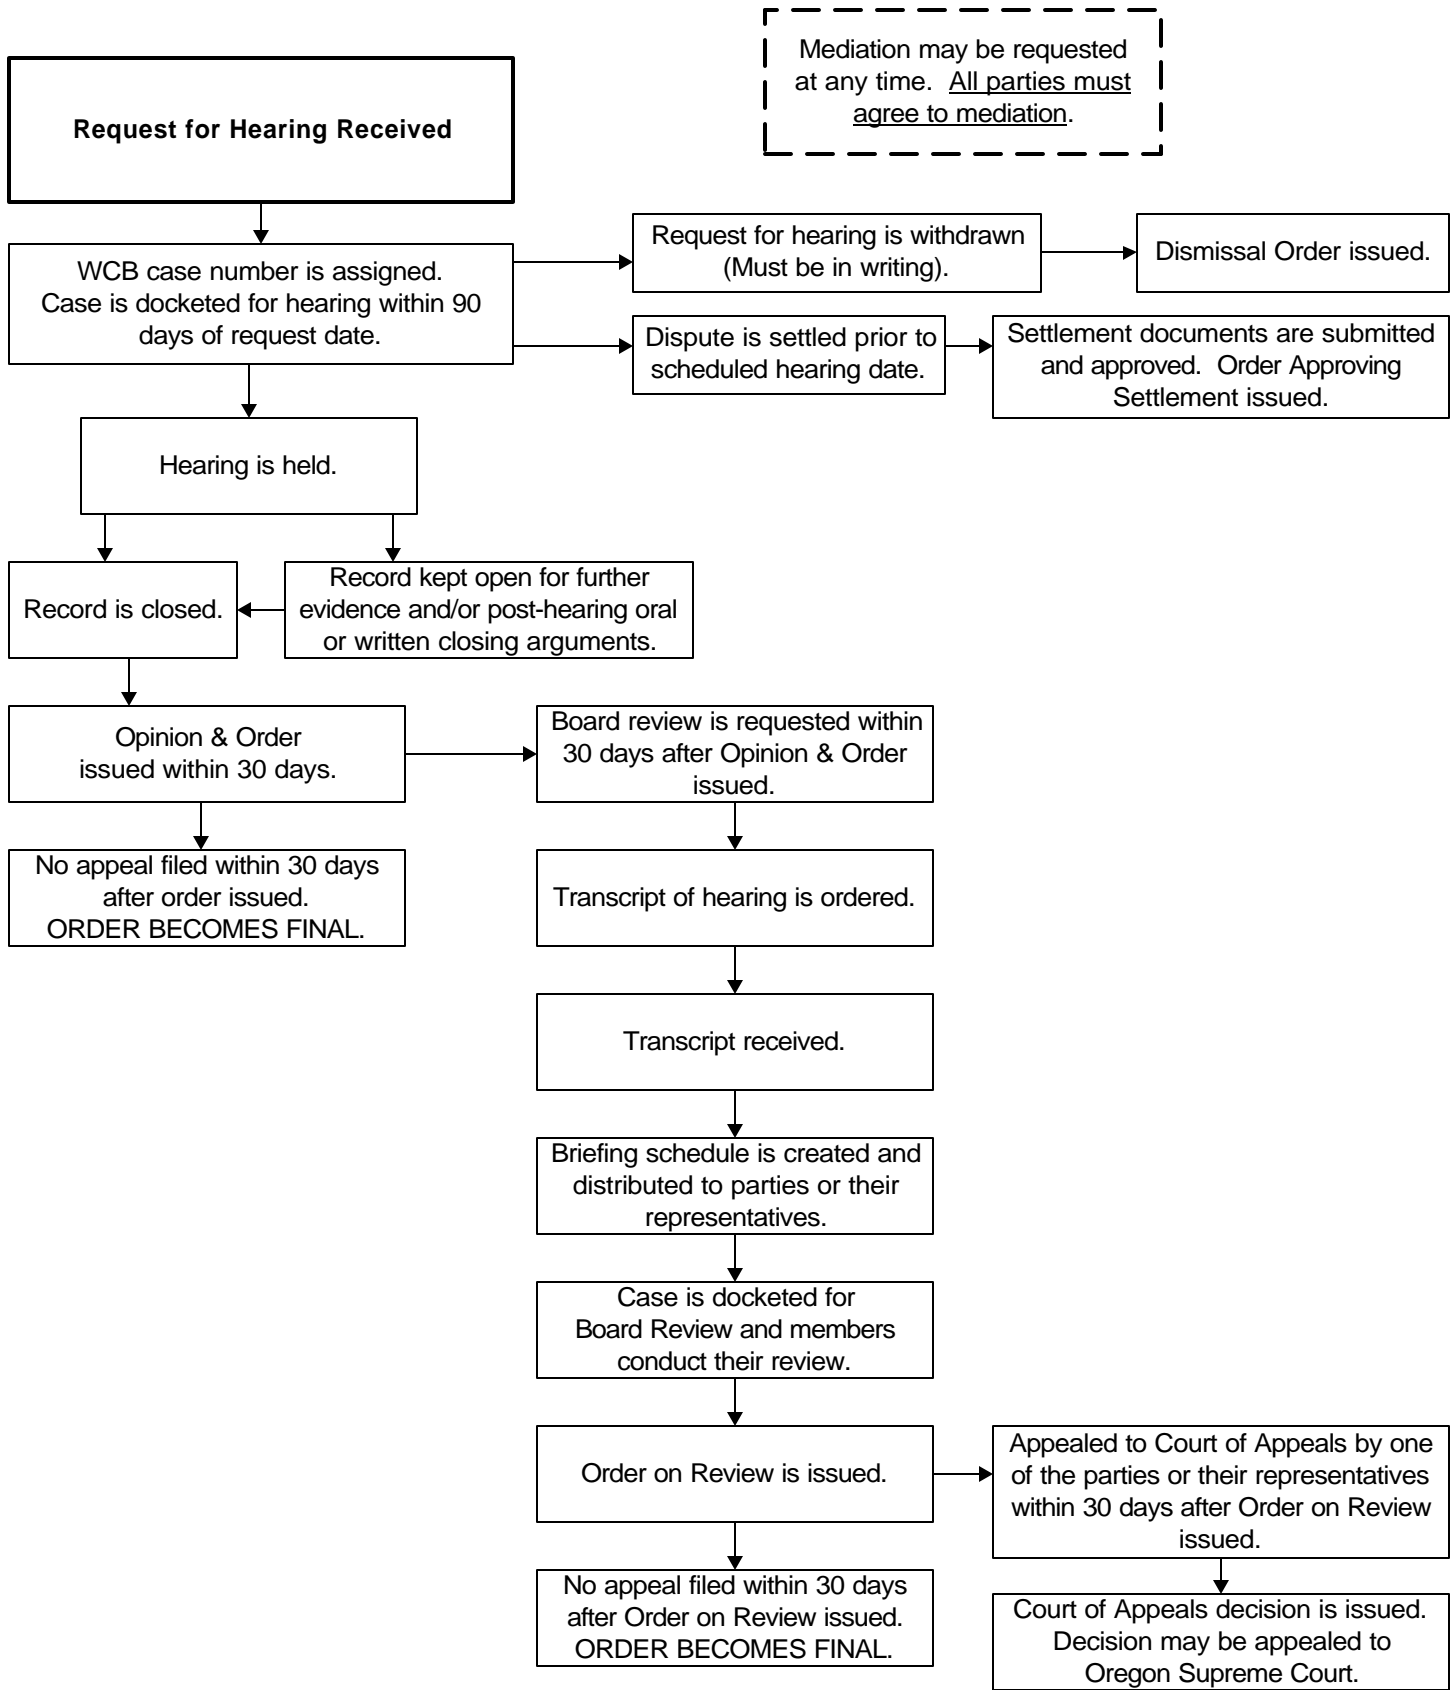 Mediation may be requested
at any time. All parties must
agree to mediation.
Request for Hearing Received
WCB case number is assigned.
Case is docketed for hearing within 90
days of request date.
Request for hearing is withdrawn
(Must be in writing).
Dismissal Order issued.
Dispute is settled prior to
scheduled hearing date.
Settlement documents are submitted
and approved. Order Approving
Settlement issued.
Hearing is held.
Record is closed.
Record kept open for further
evidence and/or post-hearing oral
or written closing arguments.
Opinion & Order
issued within 30 days.
Board review is requested within
30 days after Opinion & Order
issued.
No appeal filed within 30 days
after order issued.
ORDER BECOMES FINAL.
Transcript of hearing is ordered.
Transcript received.
Briefing schedule is created and
distributed to parties or their
representatives.
Case is docketed for
Board Review and members
conduct their review.
Order on Review is issued.
Appealed to Court of Appeals by one
of the parties or their representatives
within 30 days after Order on Review
issued.
No appeal filed within 30 days
after Order on Review issued.
ORDER BECOMES FINAL.
Court of Appeals decision is issued.
Decision may be appealed to
Oregon Supreme Court.